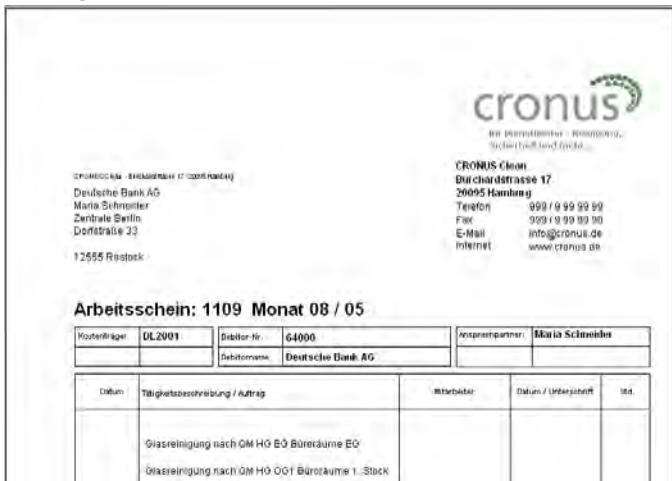 cronus
CRONUS Clean
Burchardstrasse 17
20095 Hamburg
Telefon 999 / 9 99 99 99
Fax 999 / 9 99 99 90
E-Mail info@cronus.de
Internet www.cronus.de
Deutsche Bank AG
Maria Schneider
Zentrale Berlin
Dorfstraße 33
12555 Rostock
Arbeitsschein: 1109 Monat 08 / 05
Kostenträger DL2001 Debitor-Nr. 64000 Ansprechpartner: Maria Schneider
Debitorname Deutsche Bank AG
Datum Tätigkeitsbeschreibung / Auftrag Mitarbeiter Datum / Unterschrift Std.
Glasreinigung nach QM HG EG Büroräume EG
Glasreinigung nach QM HG OG1 Büroräume 1. Stock